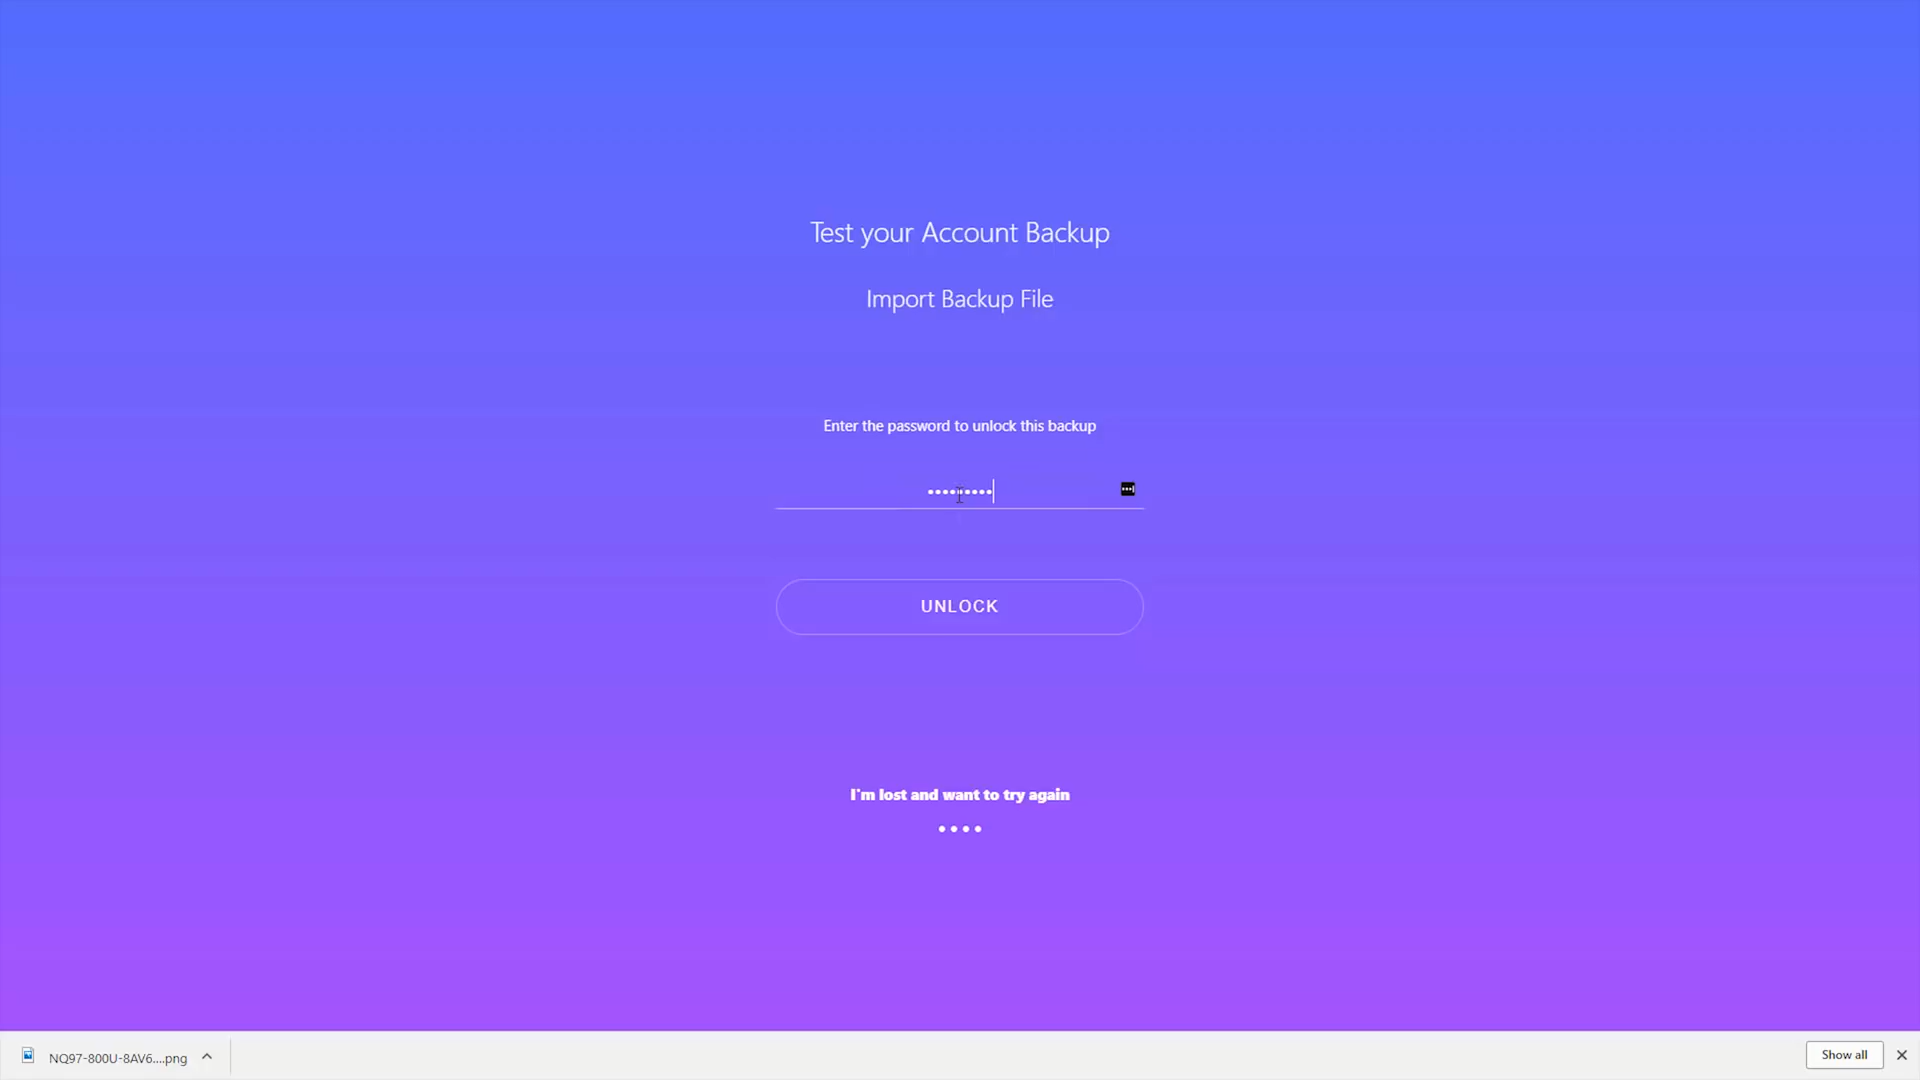 Test your Account Backup
Import Backup File
Enter the password to unlock this backup
UNLOCK
I'm lost and want to try again
NQ97-800U-8AV6....png
Show all